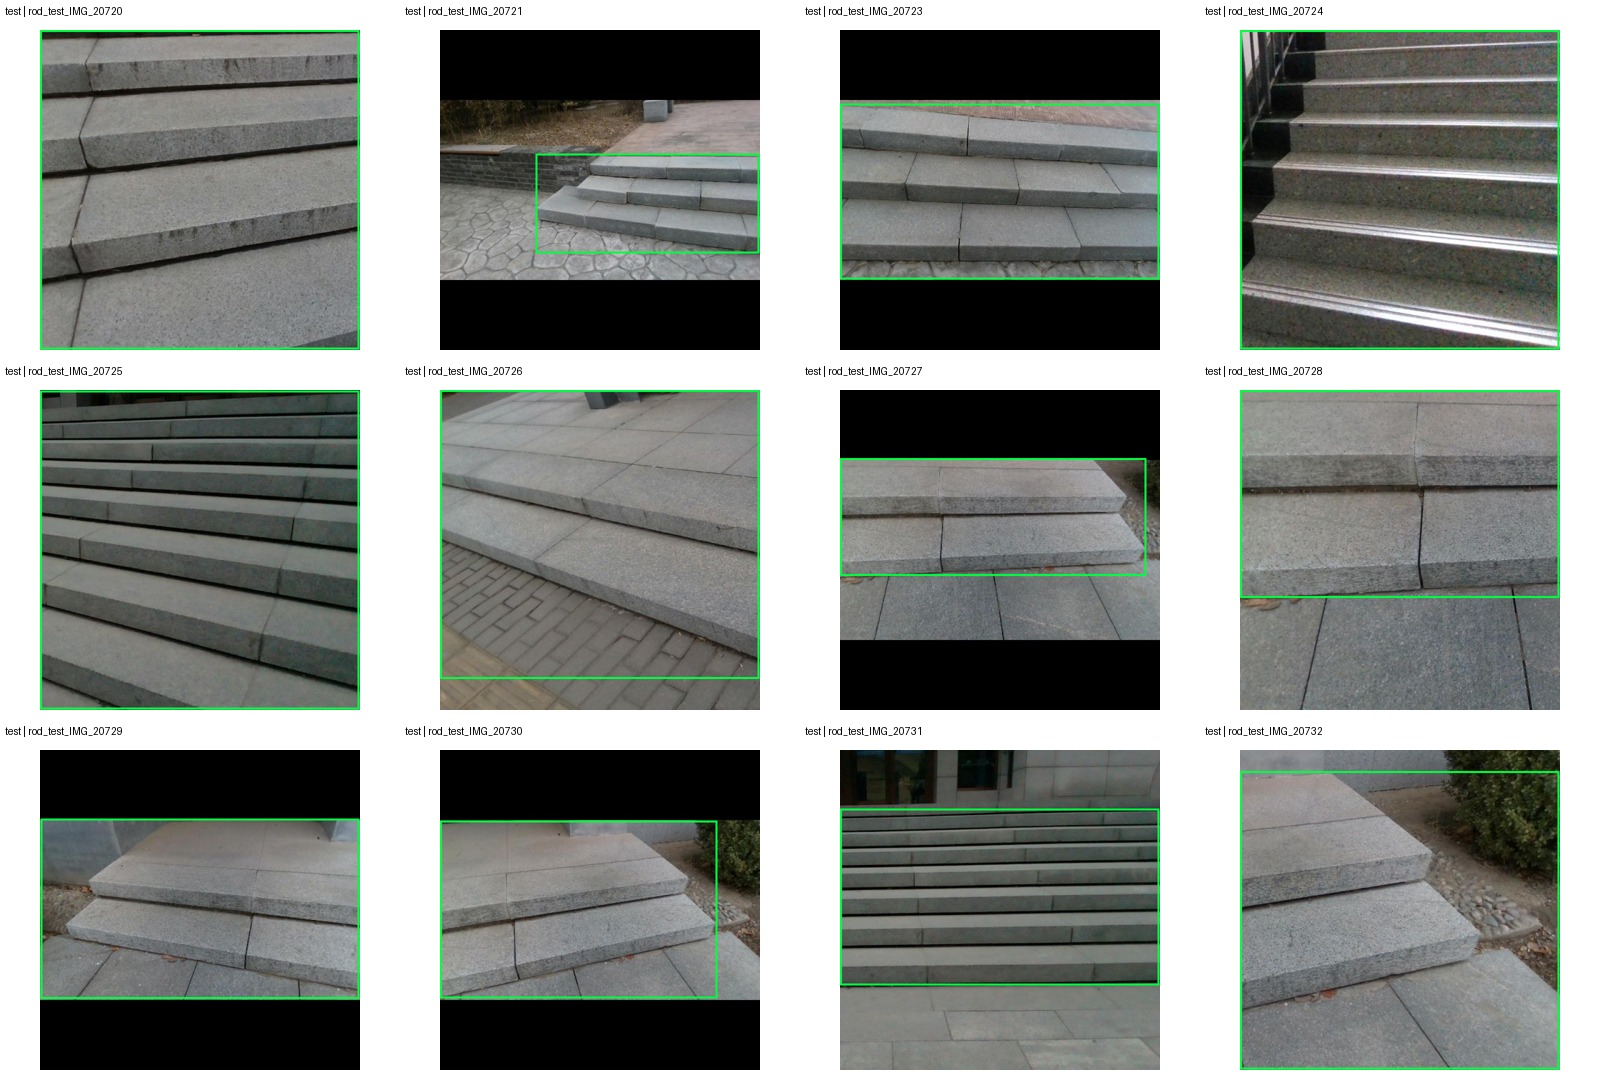 test | rod_test_IMG_20720
test | rod_test_IMG_20721
test | rod_test_IMG_20723
test | rod_test_IMG_20724
test | rod_test_IMG_20725
test | rod_test_IMG_20726
test | rod_test_IMG_20727
test | rod_test_IMG_20728
test | rod_test_IMG_20729
test | rod_test_IMG_20730
test | rod_test_IMG_20731
test | rod_test_IMG_20732